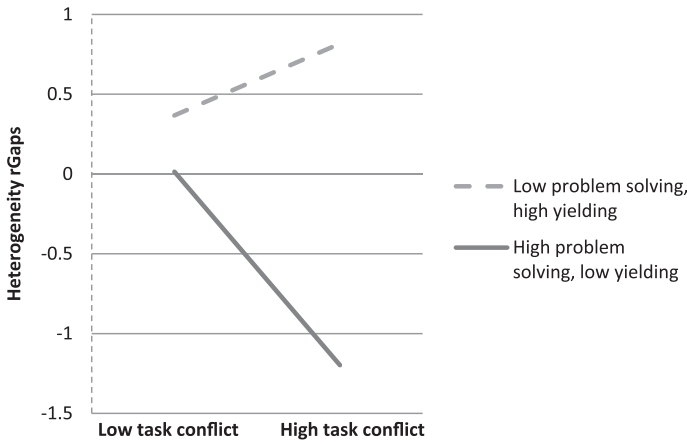 1
0.5
0
-0.5
-1
-1.5
Heterogeneity rGaps
Low task conflict
High task conflict
Low problem solving,
high yielding
High problem
solving, low yielding